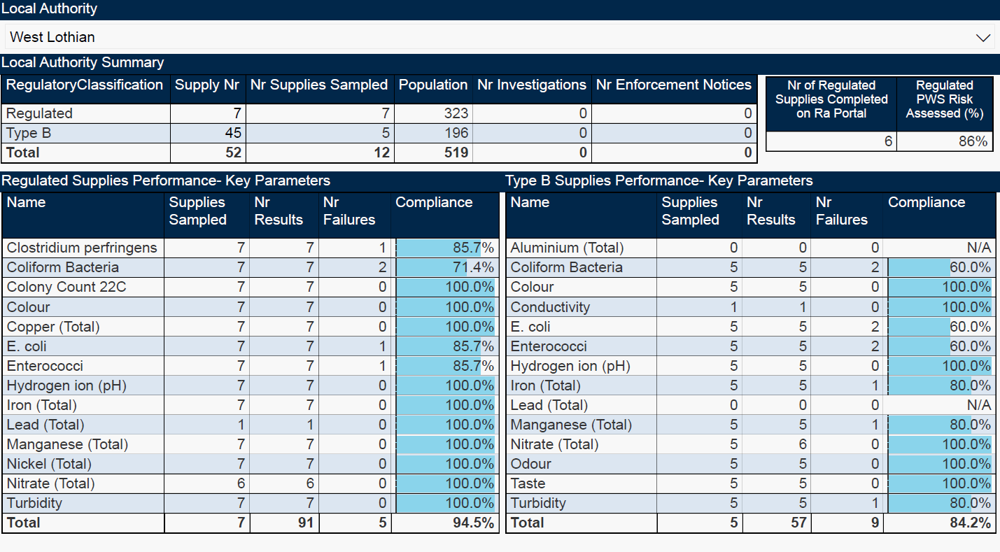 Local Authority
West Lothian
Local Authority Summary
RegulatoryClassification Supply Nr Nr Supplies Sampled Population Nr Investigations Nr Enforcement Notices
Regulated 7 7 323 0 0
Type B 45 5 196 0 0
Total 52 12 519 0 0
Nr of Regulated Regulated
Supplies Completed PWS Risk
on Ra Portal Assessed (%)
6 86%
Regulated Supplies Performance- Key Parameters
Name Supplies Nr Nr Compliance
Sampled Results Failures
Clostridium perfringens 7 7 1 85.7%
Coliform Bacteria 7 7 2 71.4%
Colony Count 22C 7 7 0 100.0%
Colour 7 7 0 100.0%
Copper (Total) 7 7 0 100.0%
E. coli 7 7 1 85.7%
Enterococci 7 7 1 85.7%
Hydrogen ion (pH) 7 7 0 100.0%
Iron (Total) 7 7 0 100.0%
Lead (Total) 1 1 0 100.0%
Manganese (Total) 7 7 0 100.0%
Nickel (Total) 7 7 0 100.0%
Nitrate (Total) 6 6 0 100.0%
Turbidity 7 7 0 100.0%
Total 7 91 5 94.5%
Type B Supplies Performance- Key Parameters
Name Supplies Nr Nr Compliance
Sampled Results Failures
Aluminium (Total) 0 0 0 N/A
Coliform Bacteria 5 5 2 60.0%
Colour 5 5 0 100.0%
Conductivity 1 1 0 100.0%
E. coli 5 5 2 60.0%
Enterococci 5 5 2 60.0%
Hydrogen ion (pH) 5 5 0 100.0%
Iron (Total) 5 5 1 80.0%
Lead (Total) 0 0 0 N/A
Manganese (Total) 5 5 1 80.0%
Nitrate (Total) 5 6 0 100.0%
Odour 5 5 0 100.0%
Taste 5 5 0 100.0%
Turbidity 5 5 1 80.0%
Total 5 57 9 84.2%